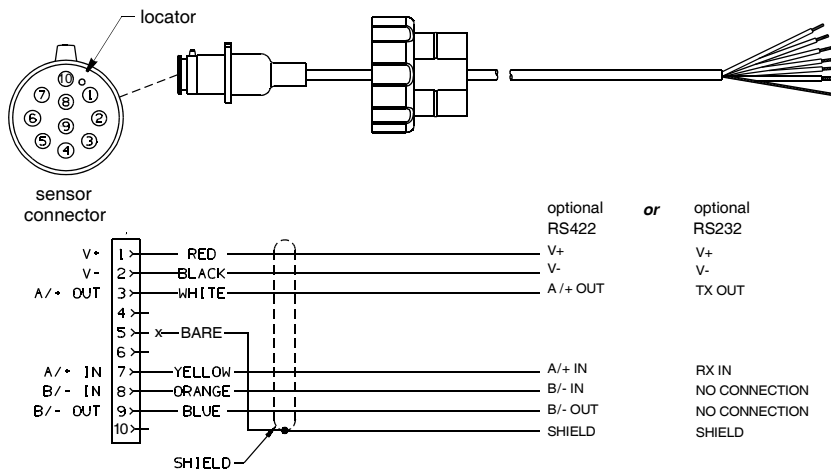 locator
10
7
1
8
6
2
9
5
3
4
sensor
connector
optional or optional
RS422 RS232
V+ 1 RED V+ V+
V- 2 BLACK V- V-
A/+ OUT 3 WHITE A/+ OUT TX OUT
4
5 x BARE
6
A/+ IN 7 YELLOW A/+ IN RX IN
B/- IN 8 ORANGE B/- IN NO CONNECTION
B/- OUT 9 BLUE B/- OUT NO CONNECTION
10 SHIELD SHIELD
SHIELD